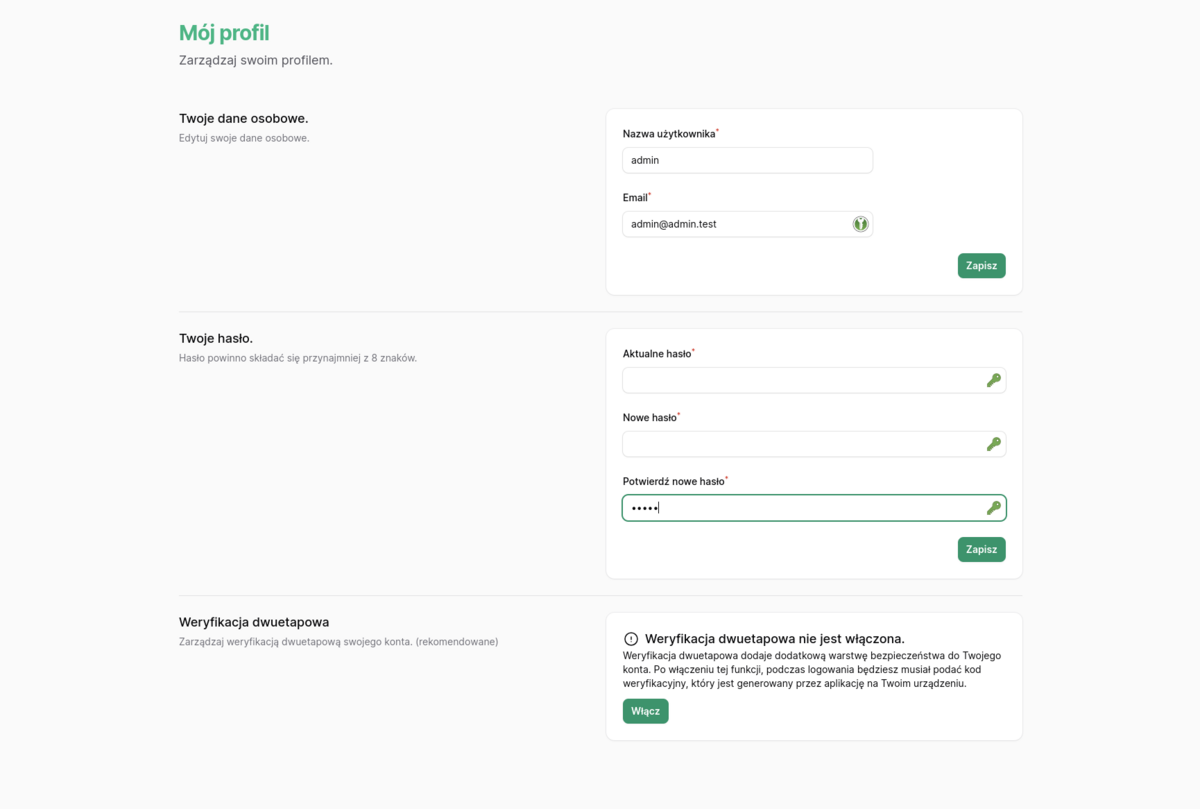 Mój profil
Zarządzaj swoim profilem.
Twoje dane osobowe.
Edytuj swoje dane osobowe.
Nazwa użytkownika*
admin
Email*
admin@admin.test
Zapisz
Twoje hasło.
Hasło powinno składać się przynajmniej z 8 znaków.
Aktualne hasło*
Nowe hasło*
Potwierdź nowe hasło*
•••••
Zapisz
Weryfikacja dwuetapowa
Zarządzaj weryfikacją dwuetapową swojego konta. (rekomendowane)
Weryfikacja dwuetapowa nie jest włączona.
Weryfikacja dwuetapowa dodaje dodatkową warstwę bezpieczeństwa do Twojego
konta. Po włączeniu tej funkcji, podczas logowania będziesz musiał podać kod
weryfikacyjny, który jest generowany przez aplikację na Twoim urządzeniu.
Włącz